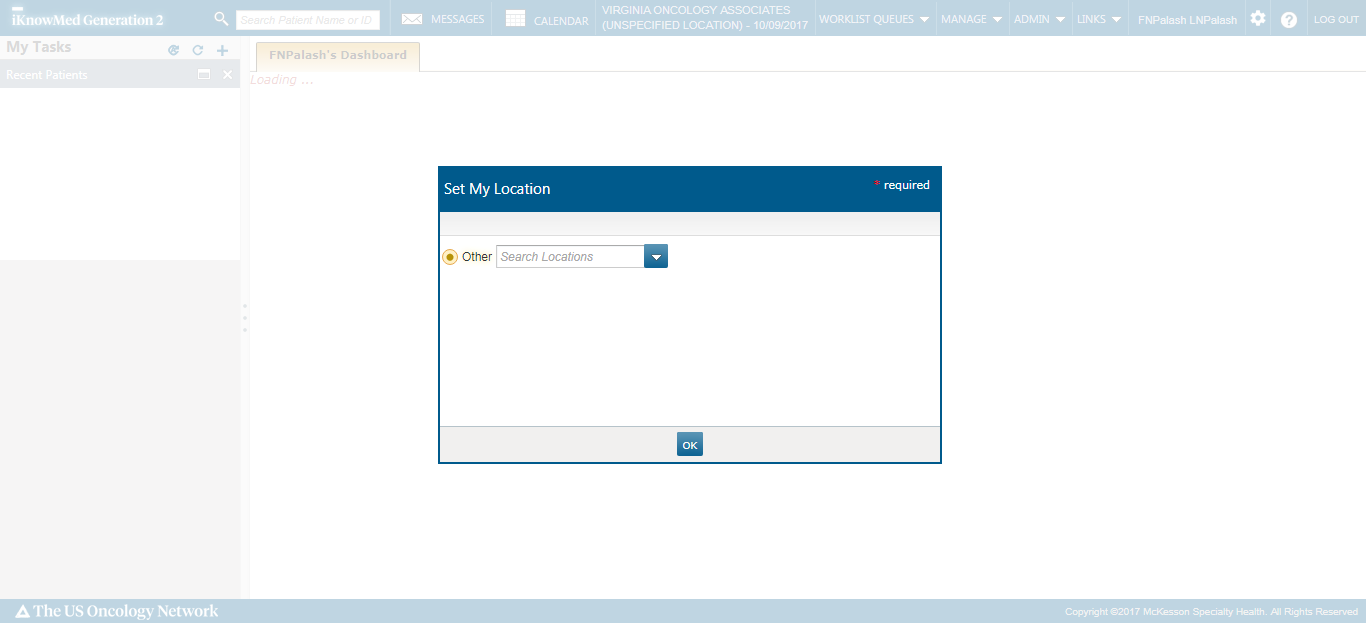 iKnowMed Generation 2
Search Patient Name or ID
MESSAGES
CALENDAR
VIRGINIA ONCOLOGY ASSOCIATES
(UNSPECIFIED LOCATION) - 10/09/2017
WORKLIST QUEUES
MANAGE
ADMIN
LINKS
FNPalash LNPalash
?
LOG OUT
My Tasks
FNPalash's Dashboard
Recent Patients
Loading ...
Set My Location
* required
Other
Search Locations
OK
The US Oncology Network
Copyright ©2017 McKesson Specialty Health. All Rights Reserved